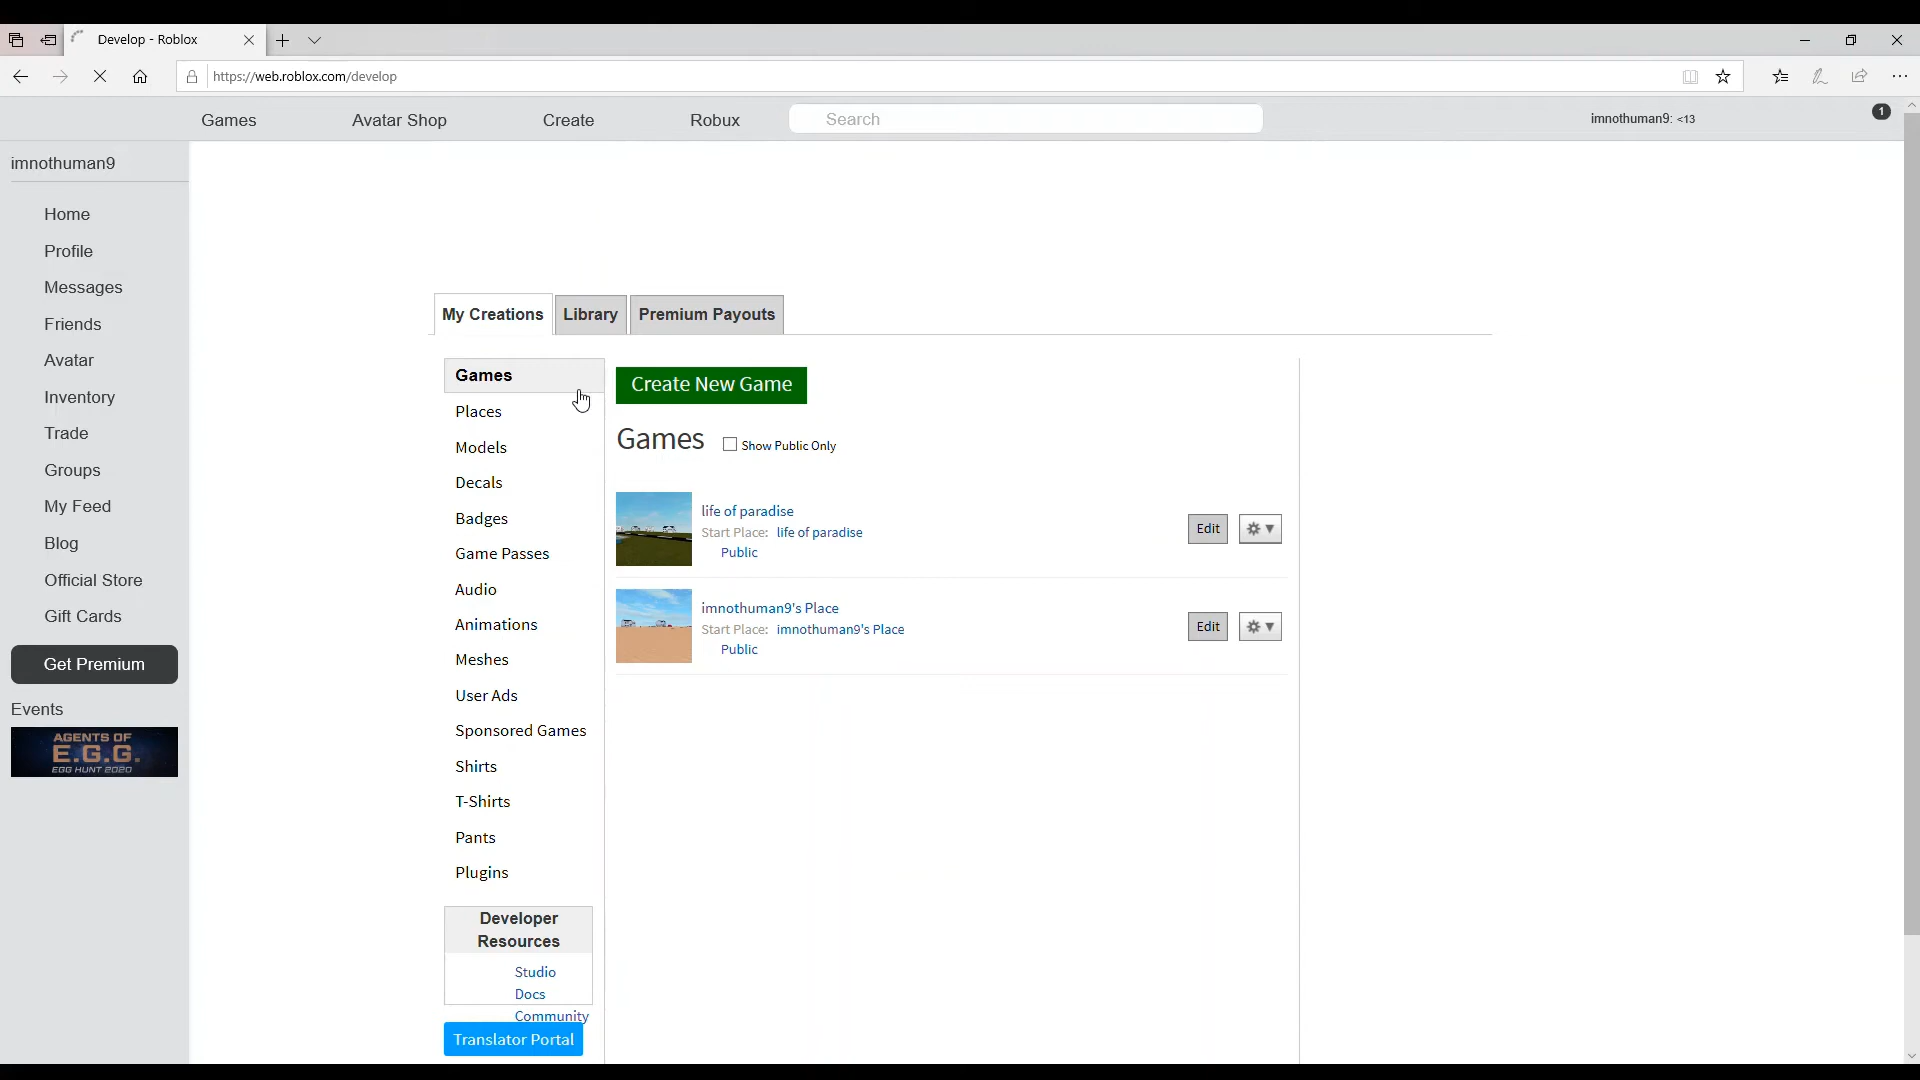 Develop - Roblox
https://web.roblox.com/develop
Games Avatar Shop Create Robux Search imnothuman9: <13 1
imnothuman9
Home
Profile
Messages
Friends
Avatar
Inventory
Trade
Groups
My Feed
Blog
Official Store
Gift Cards
Get Premium
Events
AGENTS OF
E.G.G.
EGG HUNT 2020
My Creations Library Premium Payouts
Games
Places
Models
Decals
Badges
Game Passes
Audio
Animations
Meshes
User Ads
Sponsored Games
Shirts
T-Shirts
Pants
Plugins
Developer
Resources
Studio
Docs
Community
Translator Portal
Create New Game
Games Show Public Only
life of paradise
Start Place: life of paradise
Public
Edit
imnothuman9's Place
Start Place: imnothuman9's Place
Public
Edit